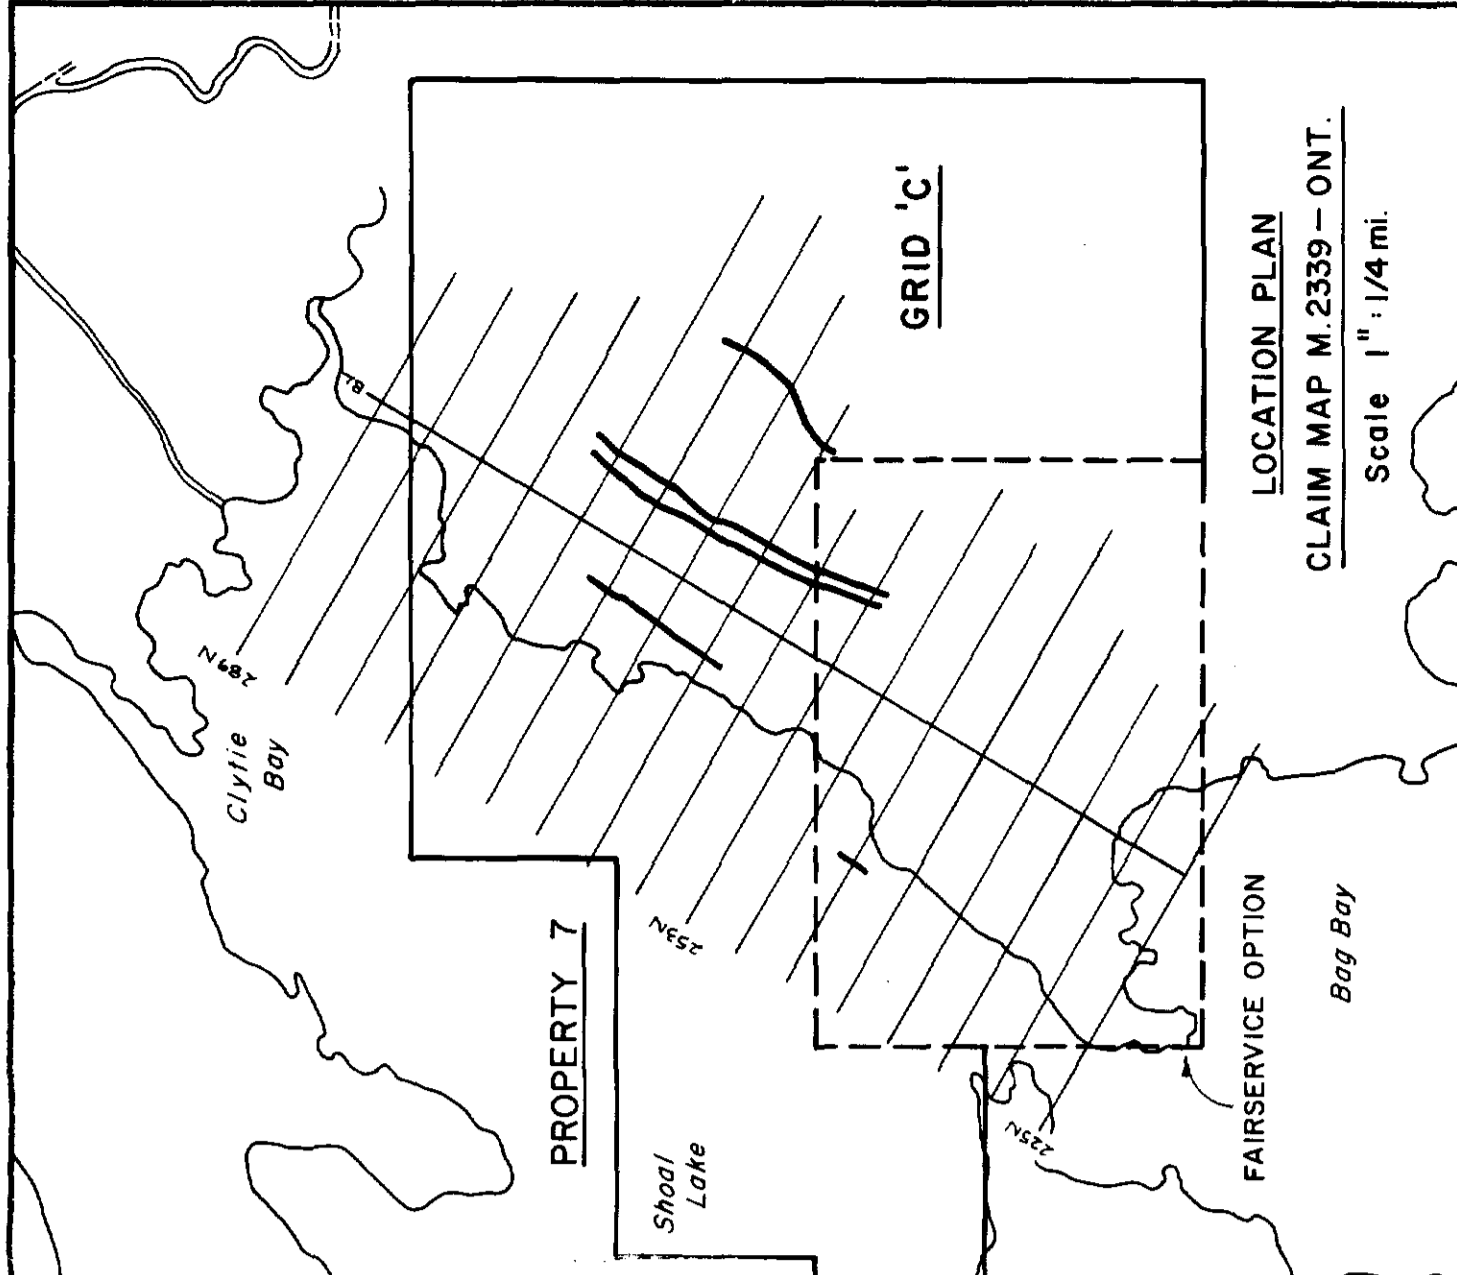 GRID 'C'
LOCATION PLAN
CLAIM MAP M.2339-ONT.
Scale 1" : 1/4 mi.
BL
289 N
Clytie
Bay
253N
PROPERTY 7
Shoal
Lake
225N
FAIRSERVICE OPTION
Bag Bay